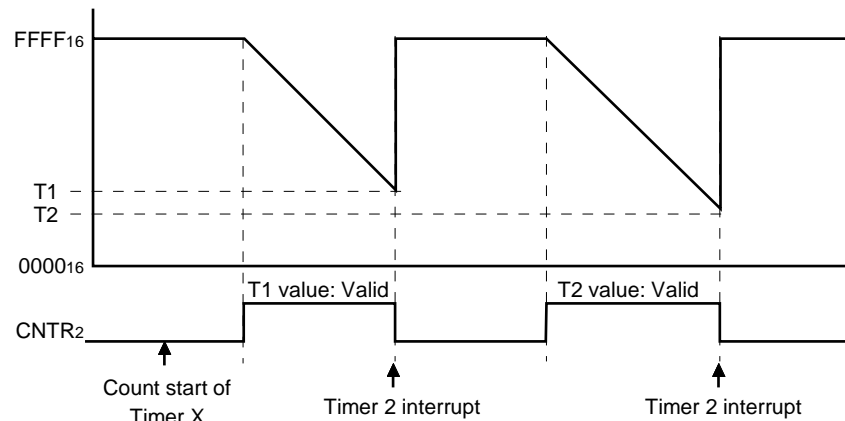 FFFF16
T1
T2
000016
T1 value: Valid
T2 value: Valid
CNTR2
Count start of
Timer X
Timer 2 interrupt
Timer 2 interrupt